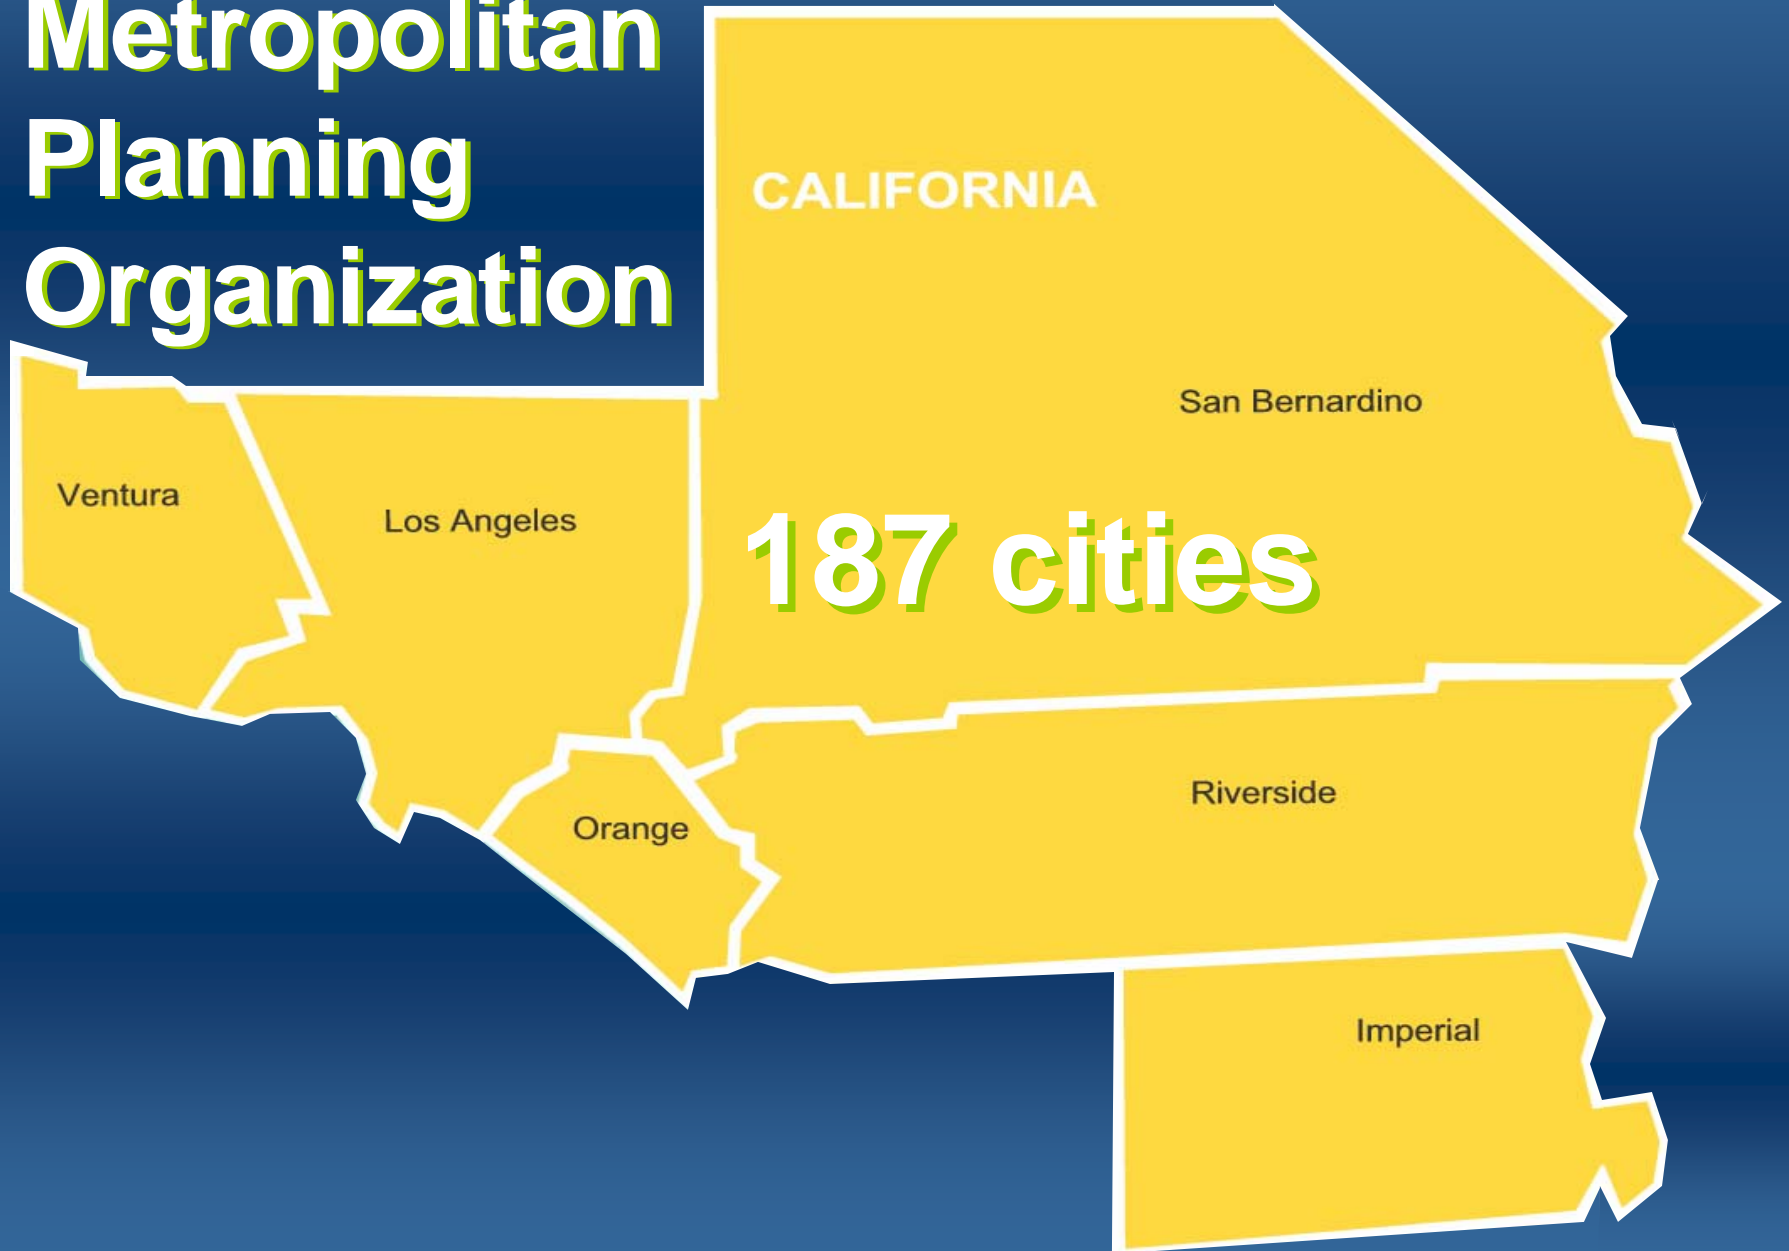 Metropolitan
Planning
Organization
CALIFORNIA
San Bernardino
Ventura
Los Angeles
187 cities
Riverside
Orange
Imperial